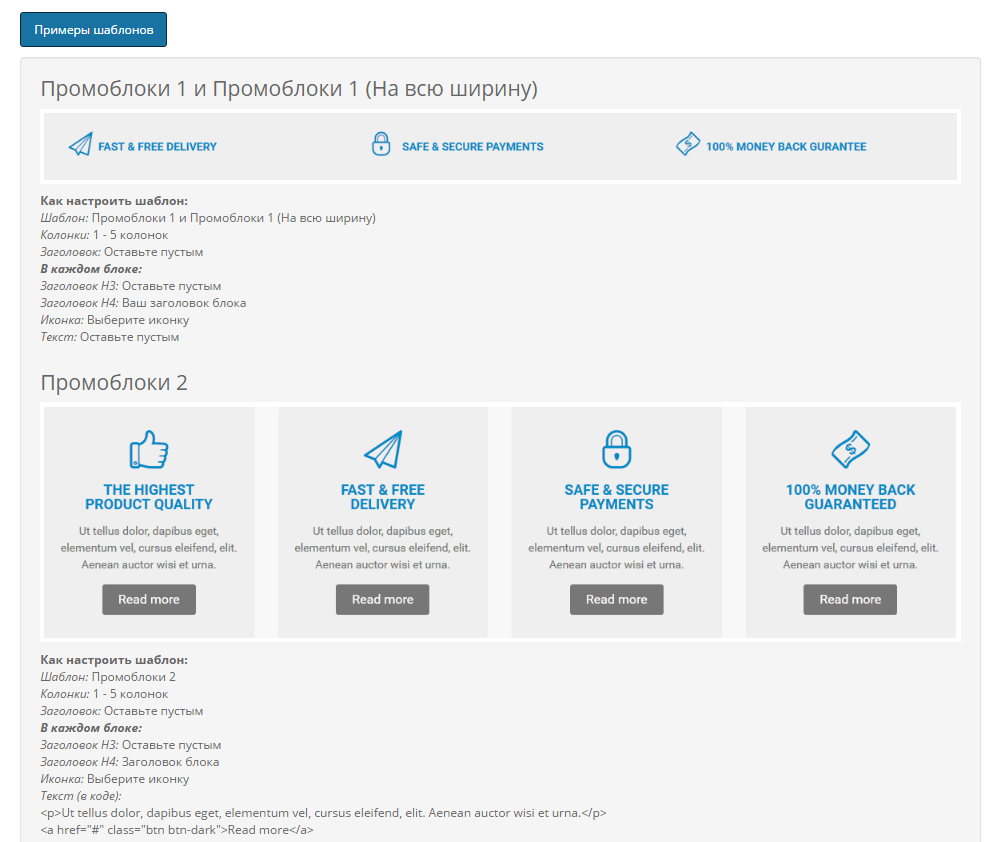 Примеры шаблонов
Промоблоки 1 и Промоблоки 1 (На всю ширину)
FAST & FREE DELIVERY SAFE & SECURE PAYMENTS 100% MONEY BACK GURANTEE
Как настроить шаблон:
Шаблон: Промоблоки 1 и Промоблоки 1 (На всю ширину)
Колонки: 1 - 5 колонок
Заголовок: Оставьте пустым
В каждом блоке:
Заголовок H3: Оставьте пустым
Заголовок H4: Ваш заголовок блока
Иконка: Выберите иконку
Текст: Оставьте пустым
Промоблоки 2
THE HIGHEST
PRODUCT QUALITY
Ut tellus dolor, dapibus eget,
elementum vel, cursus eleifend, elit.
Aenean auctor wisi et urna.
Read more
FAST & FREE
DELIVERY
Ut tellus dolor, dapibus eget,
elementum vel, cursus eleifend, elit.
Aenean auctor wisi et urna.
Read more
SAFE & SECURE
PAYMENTS
Ut tellus dolor, dapibus eget,
elementum vel, cursus eleifend, elit.
Aenean auctor wisi et urna.
Read more
100% MONEY BACK
GUARANTEED
Ut tellus dolor, dapibus eget,
elementum vel, cursus eleifend, elit.
Aenean auctor wisi et urna.
Read more
Как настроить шаблон:
Шаблон: Промоблоки 2
Колонки: 1 - 5 колонок
Заголовок: Оставьте пустым
В каждом блоке:
Заголовок H3: Оставьте пустым
Заголовок H4: Заголовок блока
Иконка: Выберите иконку
Текст (в коде):
&lt;p&gt;Ut tellus dolor, dapibus eget, elementum vel, cursus eleifend, elit. Aenean auctor wisi et urna.&lt;/p&gt;
&lt;a href="#" class="btn btn-dark"&gt;Read more&lt;/a&gt;